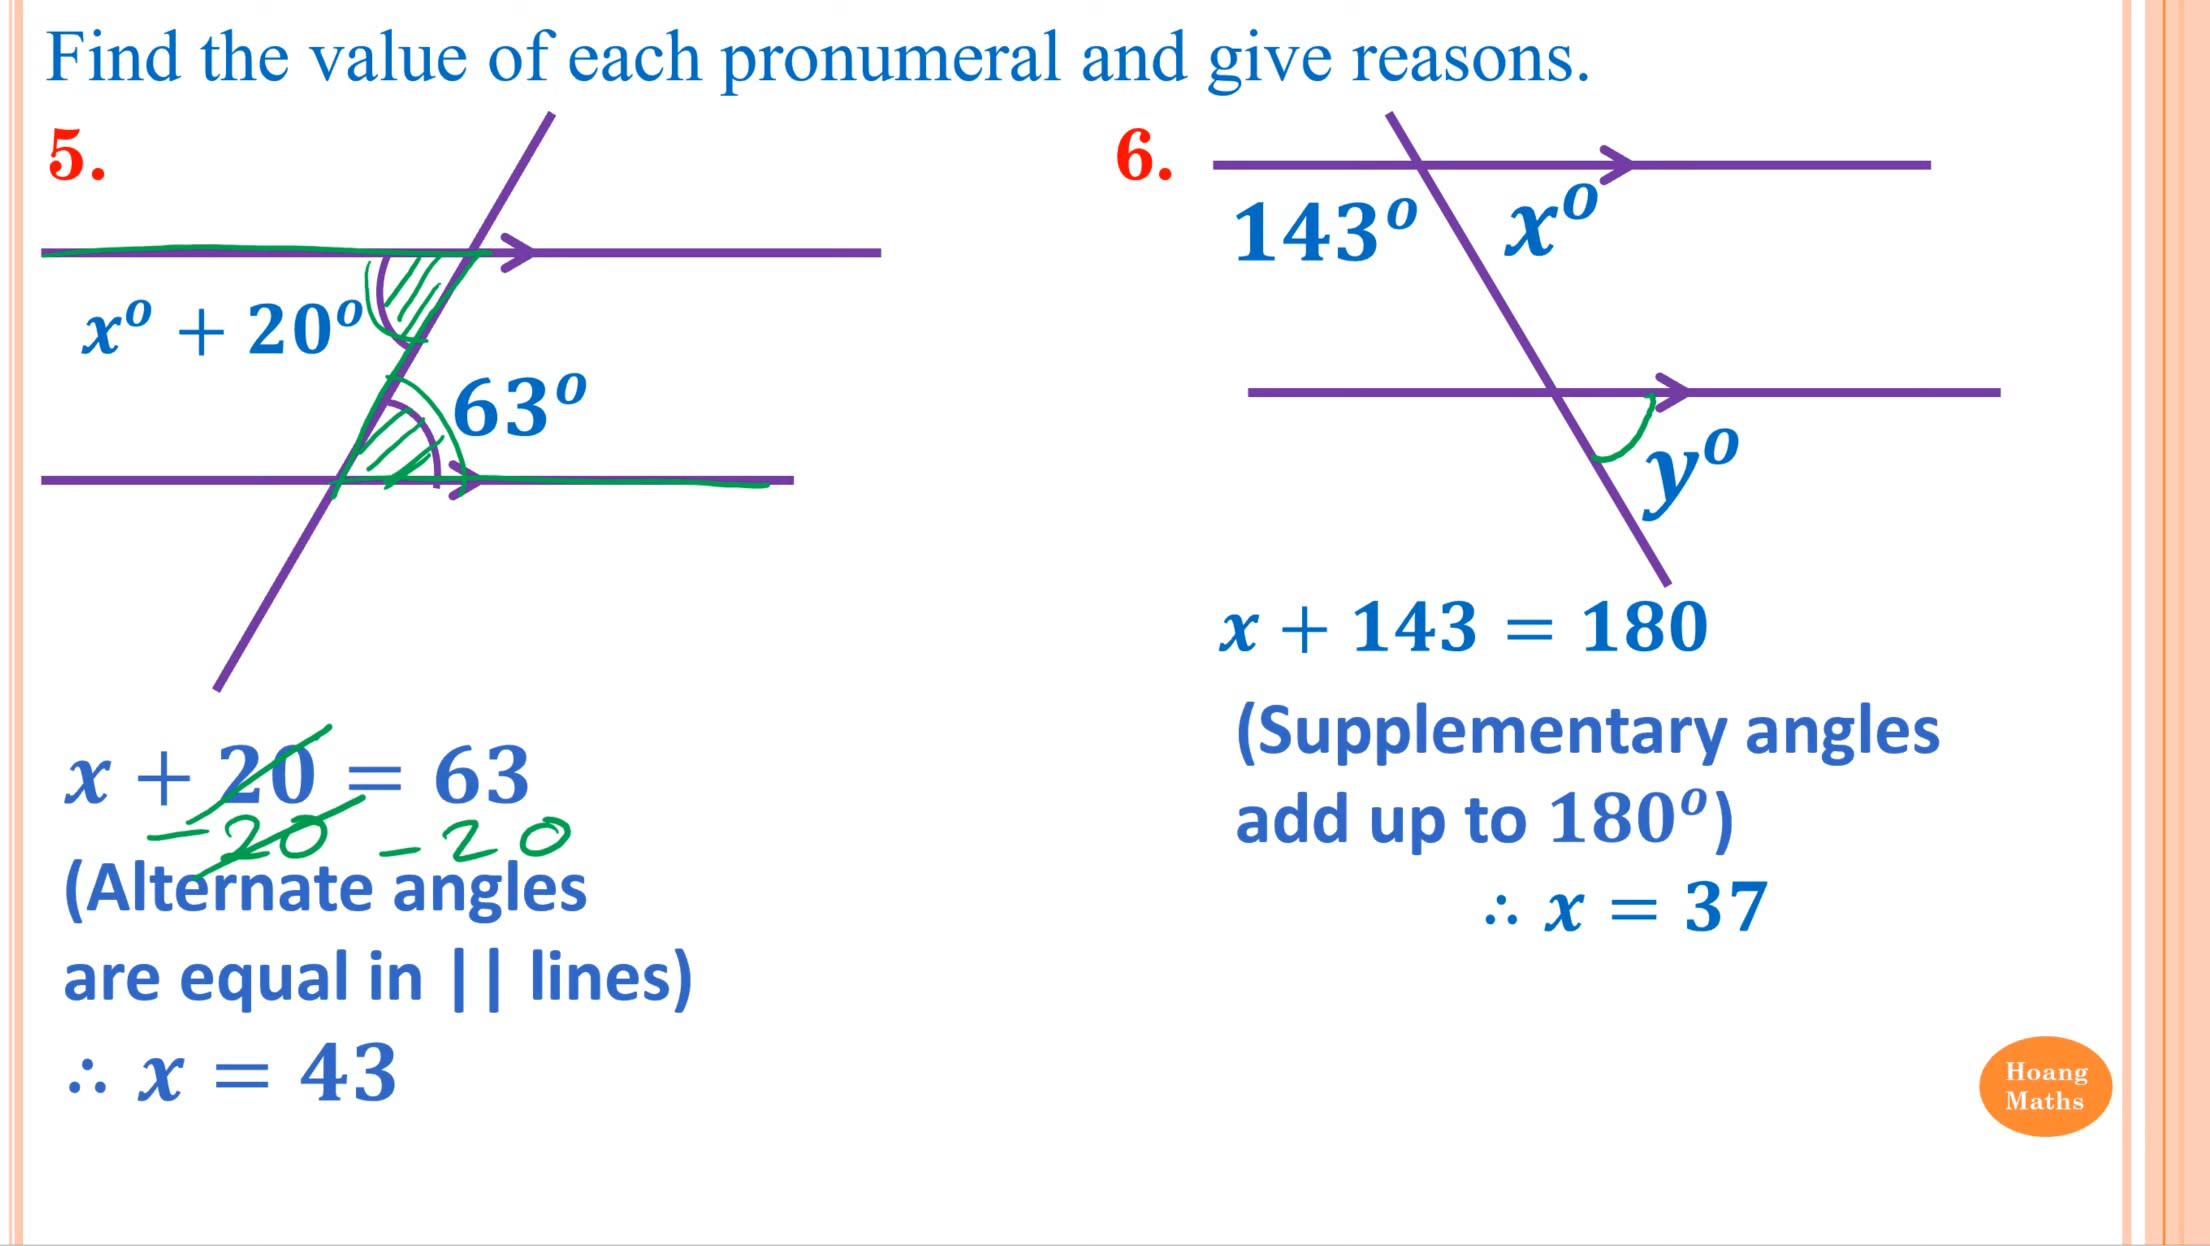 Find the value of each pronumeral and give reasons.
5.
x° + 20°
63°
x + 20 = 63
− 20 − 20
(Alternate angles
are equal in || lines)
∴ x = 43
6.
143°
x°
y°
x + 143 = 180
(Supplementary angles
add up to 180°)
∴ x = 37
Hoang
Maths